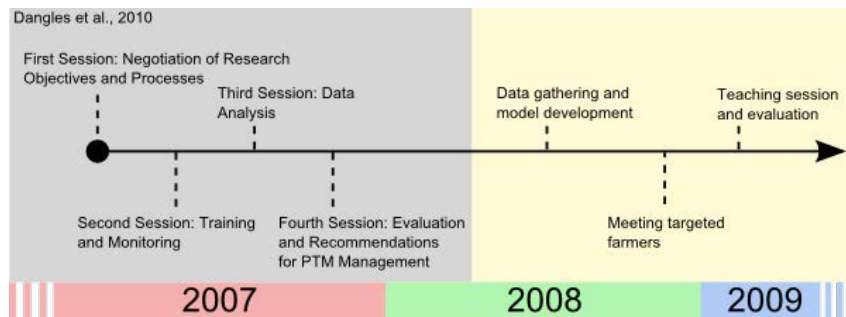 Dangles et al., 2010
First Session: Negotiation of Research
Objectives and Processes
Third Session: Data
Analysis
Data gathering and
model development
Teaching session
and evaluation
Second Session: Training
and Monitoring
Fourth Session: Evaluation
and Recommendations
for PTM Management
Meeting targeted
farmers
2007
2008
2009